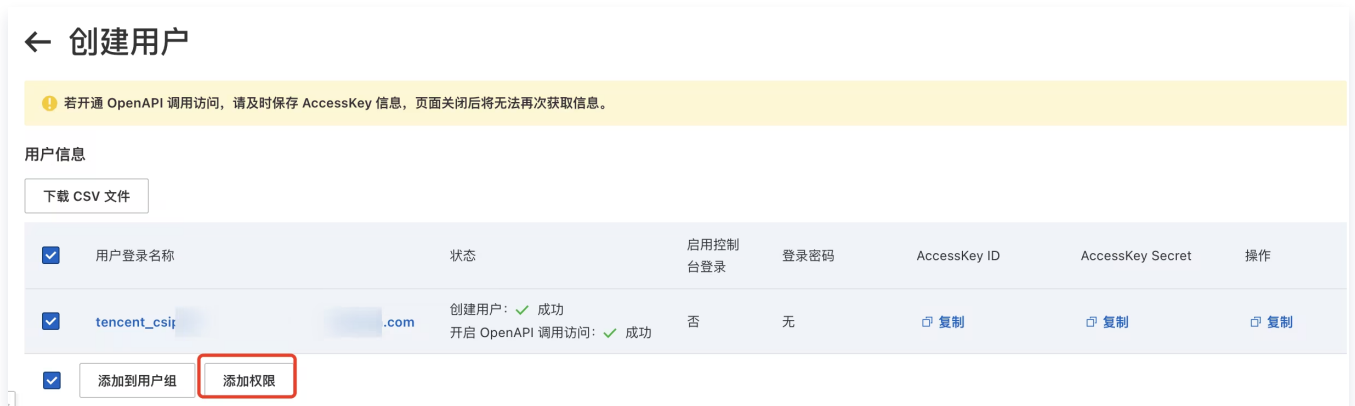 创建用户
若开通 OpenAPI 调用访问，请及时保存 AccessKey 信息，页面关闭后将无法再次获取信息。
用户信息
下载 CSV 文件
用户登录名称 状态 启用控制台登录 登录密码 AccessKey ID AccessKey Secret 操作
tencent_csip .com 创建用户： 成功 否 无 复制 复制 复制
开启 OpenAPI 调用访问： 成功
添加到用户组 添加权限